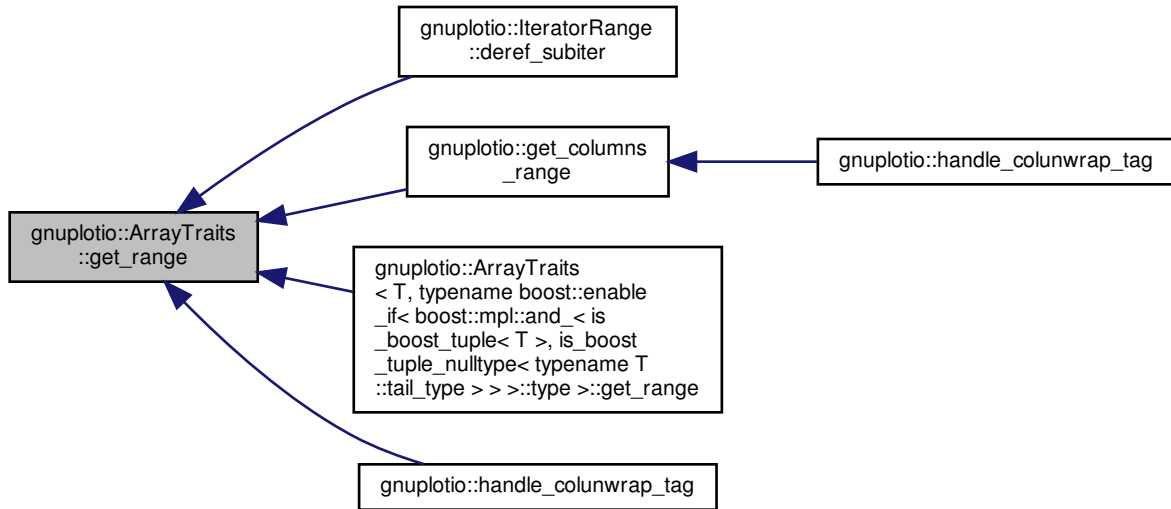 gnuplotio::IteratorRange
::deref_subiter
gnuplotio::get_columns
_range
gnuplotio::handle_colunwrap_tag
gnuplotio::ArrayTraits
::get_range
gnuplotio::ArrayTraits
< T, typename boost::enable
_if< boost::mpl::and_< is
_boost_tuple< T >, is_boost
_tuple_nulltype< typename T
::tail_type > > >::type >::get_range
gnuplotio::handle_colunwrap_tag